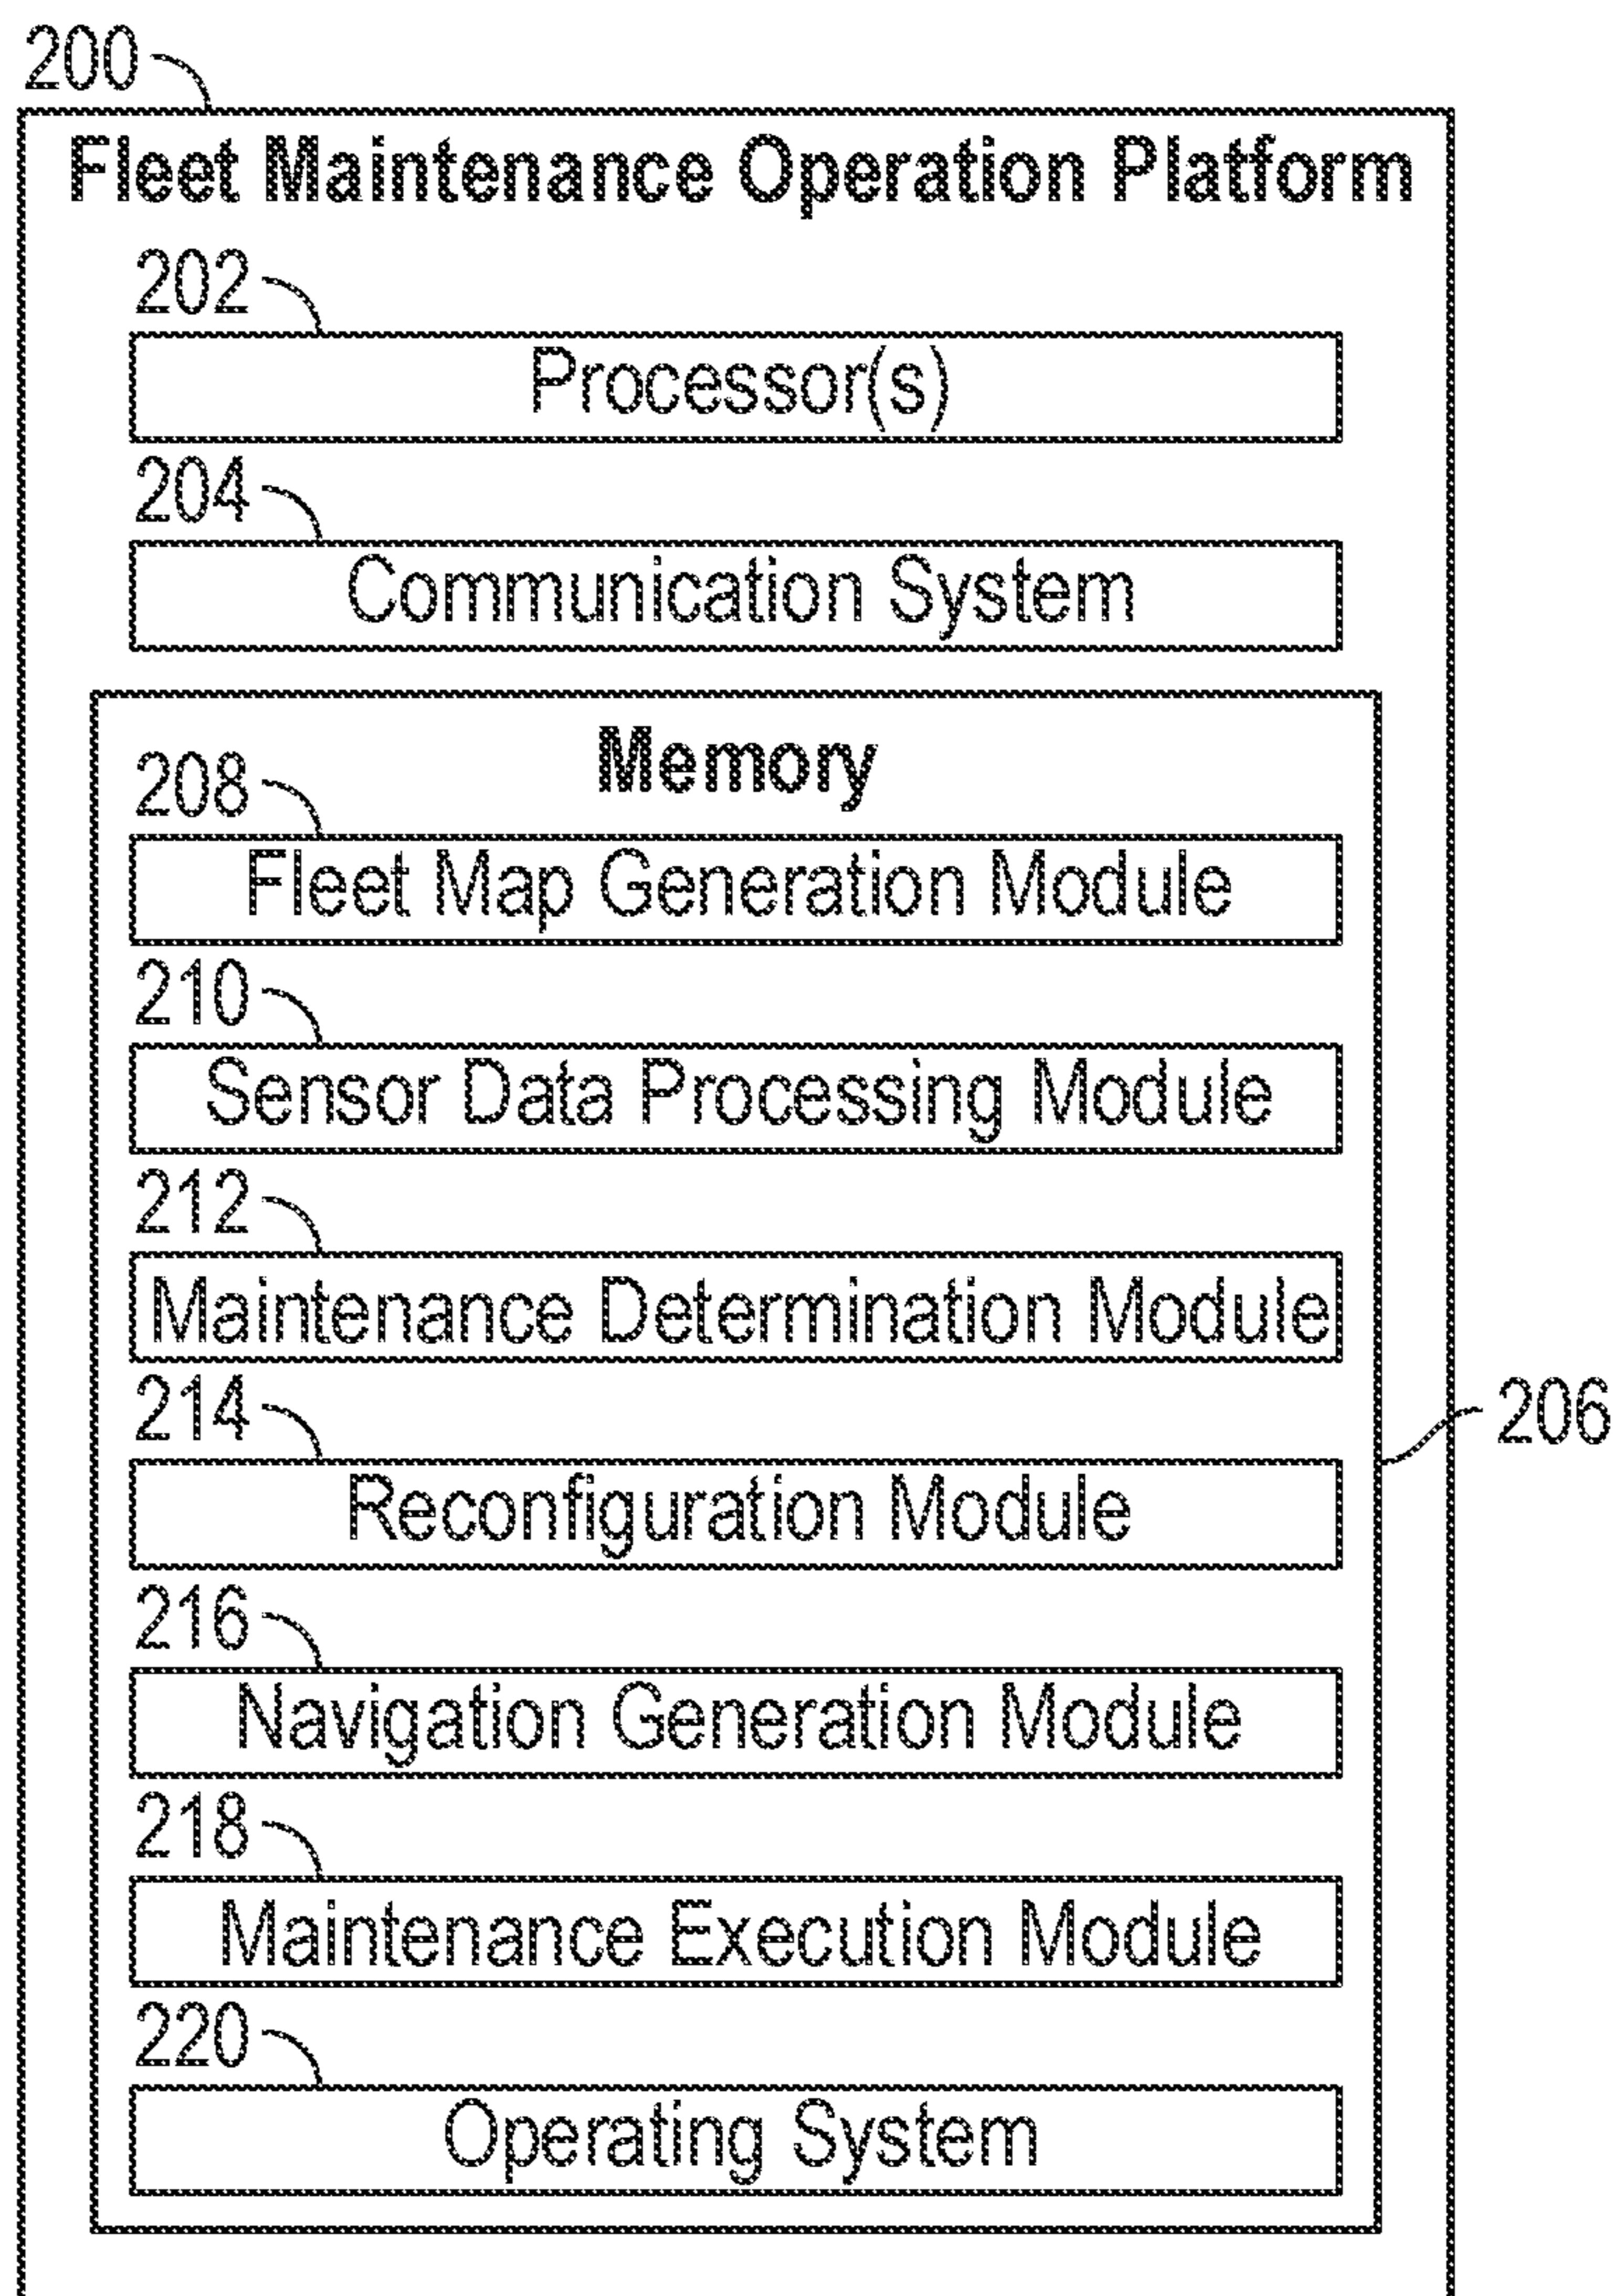 200
Fleet Maintenance Operation Platform
202
Processor(s)
204
Communication System
Memory
208
Fleet Map Generation Module
210
Sensor Data Processing Module
212
Maintenance Determination Module
214
206
Reconfiguration Module
216
Navigation Generation Module
218
Maintenance Execution Module
220
Operating System